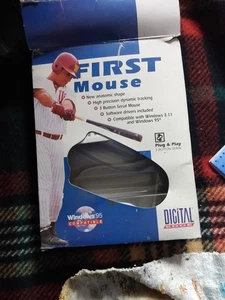 FIRST
Mouse
New anatomic shape
High precision dynamic tracking
3 Button Serial Mouse
Software drivers included
Compatible with Windows 3.11
and Windows 95
Plug & Play
Windows 95
COMPATIBLE
DIGITAL